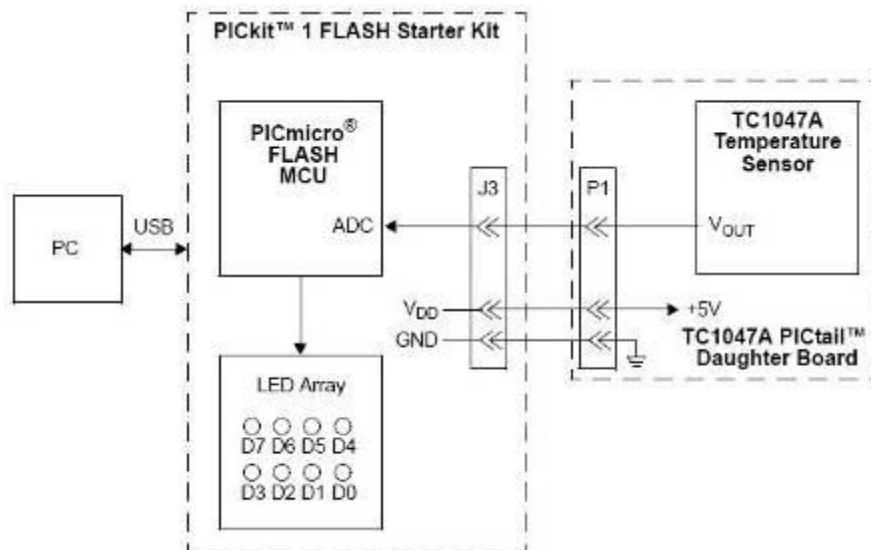 PICkit™ 1 FLASH Starter Kit
PICmicro®
FLASH
MCU
ADC
TC1047A
Temperature
Sensor
VOUT
J3
P1
PC
USB
VDD
GND
+5V
TC1047A PICtail™
Daughter Board
LED Array
D7 D6 D5 D4
D3 D2 D1 D0